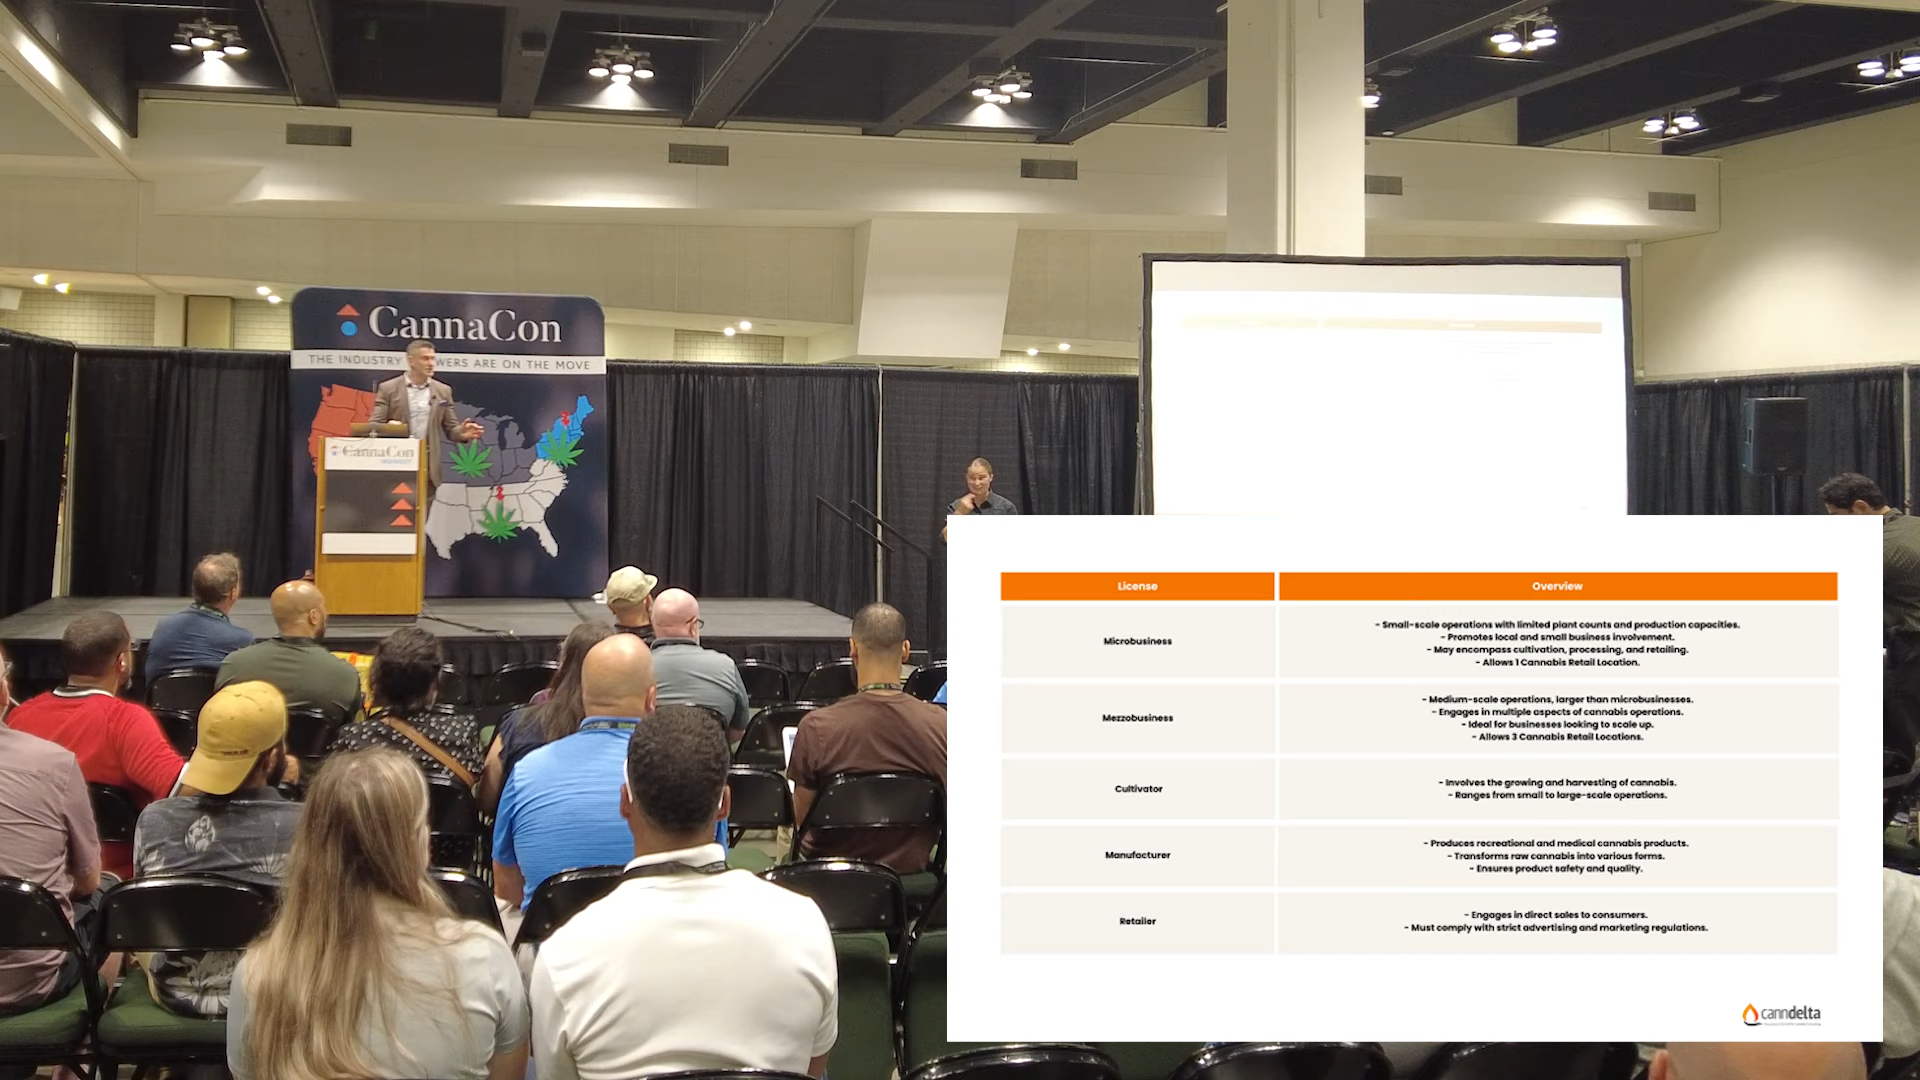 CannaCon
THE INDUSTRY
WERS ARE ON THE MOVE
CannaCon
License
Overview
Microbusiness
- Small-scale operations with limited plant counts and production capacities.
- Promotes local and small business involvement.
- May encompass cultivation, processing, and retailing.
- Allows 1 Cannabis Retail Location.
Mezzobusiness
- Medium-scale operations, larger than microbusinesses.
- Engages in multiple aspects of cannabis operations.
- Ideal for businesses looking to scale up.
- Allows 3 Cannabis Retail Locations.
Cultivator
- Involves the growing and harvesting of cannabis.
- Ranges from small to large-scale operations.
Manufacturer
- Produces recreational and medical cannabis products.
- Transforms raw cannabis into various forms.
- Ensures product safety and quality.
Retailer
- Engages in direct sales to consumers.
- Must comply with strict advertising and marketing regulations.
canndelta